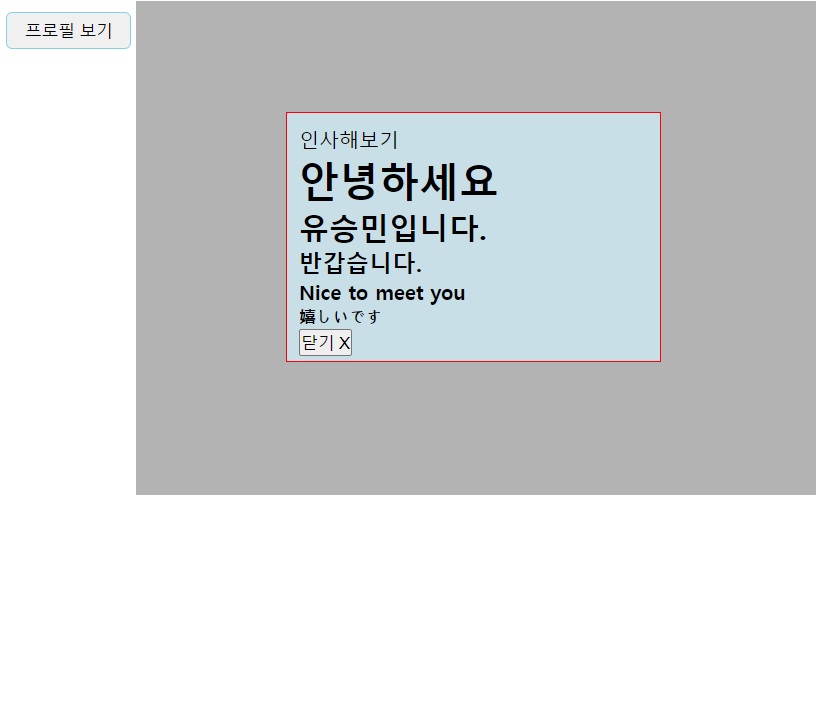 프로필 보기
인사해보기
안녕하세요
유승민입니다.
반갑습니다.
Nice to meet you
嬉しいです
닫기 X